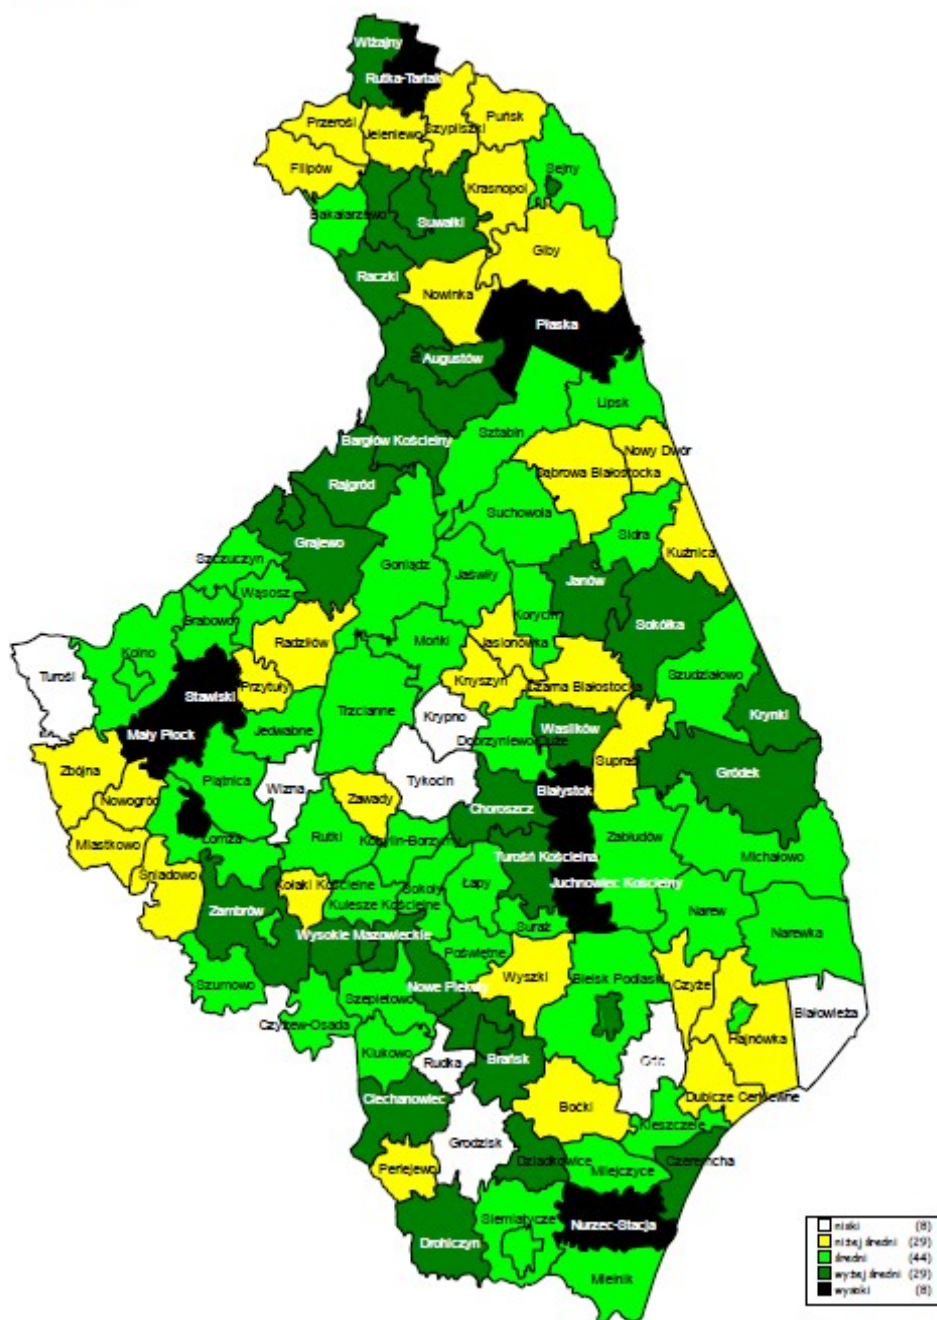 Wiżajny
Rutka-Tartak
Przerośl
Jeleniewo
Szypliszki
Puńsk
Filipów
Krasnopol
Sejny
Bakałarzewo
Suwałki
Giby
Raczki
Nowinka
Płaska
Augustów
Lipsk
Sztabin
Bargłów Kościelny
Nowy Dwór
Dąbrowa Białostocka
Rajgród
Suchowola
Sidra
Kuźnica
Grajewo
Szczuczyn
Goniądz
Jaświły
Janów
Wąsosz
Korycin
Grabowo
Sokółka
Radziłów
Mońki
Jasionówka
Kolno
Turośl
Szudziałowo
Przytuły
Knyszyn
Czarna Białostocka
Stawiski
Trzcianne
Krypno
Krynki
Jedwabne
Wasilków
Mały Płock
Dobrzyniewo Duże
Supraśl
Zbójna
Gródek
Piątnica
Tykocin
Wizna
Białystok
Nowogród
Zawady
Choroszcz
Miastkowo
Łomża
Rutki
Kobylin-Borzymy
Zabłudów
Turośń Kościelna
Michałowo
Śniadowo
Kołaki Kościelne
Sokoły
Łapy
Juchnowiec Kościelny
Kulesze Kościelne
Zambrów
Suraż
Narew
Wysokie Mazowieckie
Narewka
Poświętne
Wyszki
Bielsk Podlaski
Czyże
Szumowo
Nowe Piekuty
Szepietowo
Białowieża
Czyżew-Osada
Hajnówka
Klukowo
Rudka
Brańsk
Ciechanowiec
Dubicze Cerkiewne
Boćki
Kleszczele
Grodzisk
Dziadkowice
Czeremcha
Perlejewo
Milejczyce
Siemiatycze
Nurzec-Stacja
Drohiczyn
Mielnik
niski (8)
niżej średni (29)
średni (44)
wyżej średni (29)
wysoki (8)